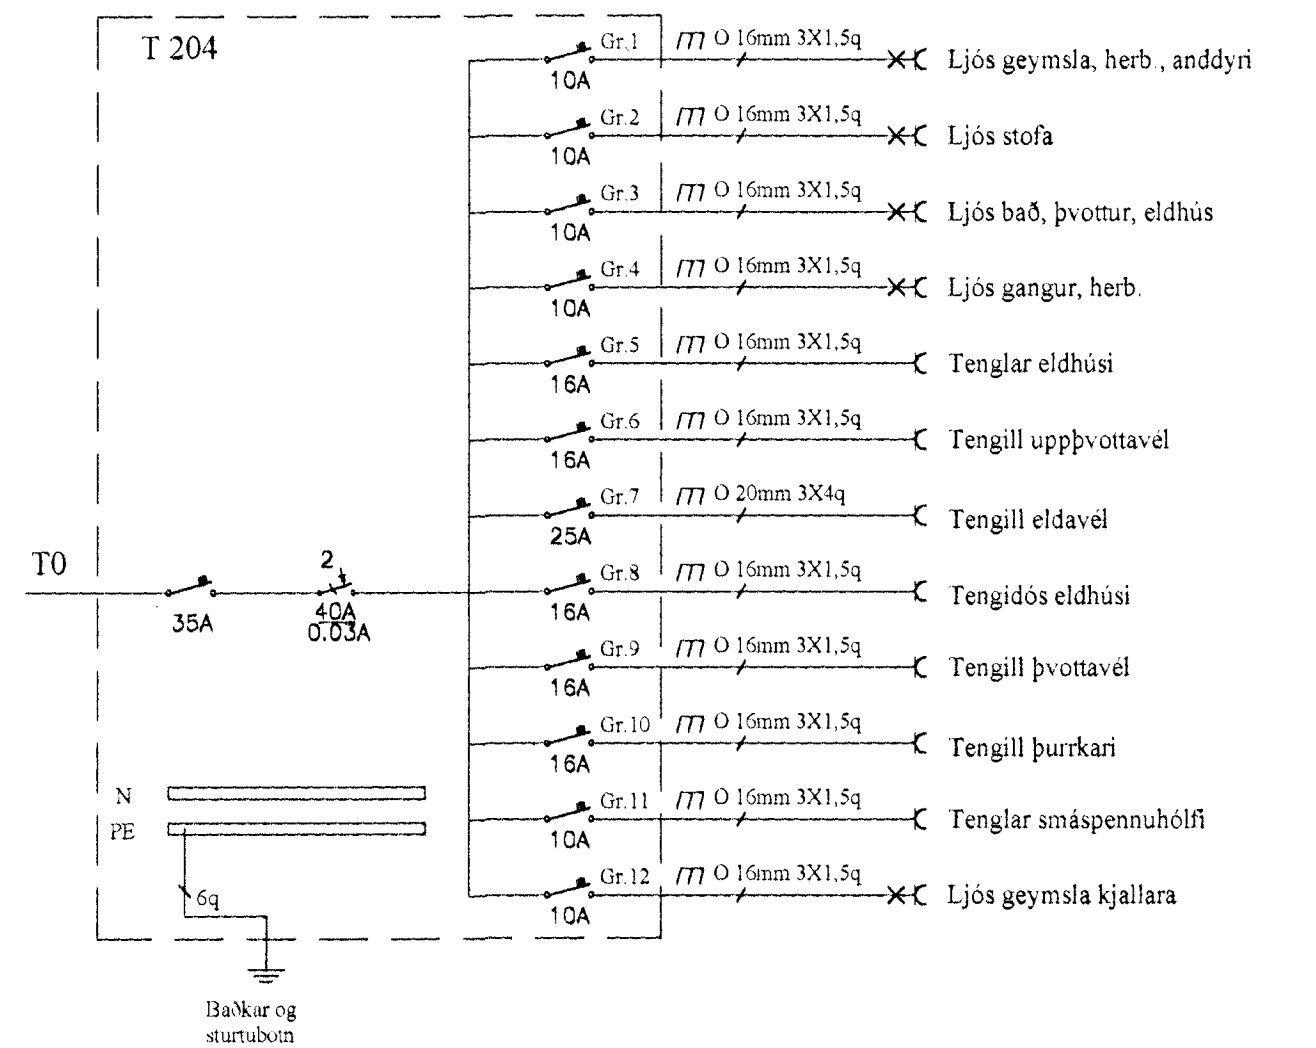 T 204
Gr.1 O 16mm 3X1,5q Ljós geymsla, herb., anddyri
10A
Gr.2 O 16mm 3X1,5q Ljós stofa
10A
Gr.3 O 16mm 3X1,5q Ljós bað, þvottur, eldhús
10A
Gr.4 O 16mm 3X1,5q Ljós gangur, herb.
10A
Gr.5 O 16mm 3X1,5q Tenglar eldhúsi
16A
Gr.6 O 16mm 3X1,5q Tengill uppþvottavél
16A
Gr.7 O 20mm 3X4q Tengill eldavél
25A
T0
35A
2
40A
0.03A
Gr.8 O 16mm 3X1,5q Tengidós eldhúsi
16A
Gr.9 O 16mm 3X1,5q Tengill þvottavél
16A
Gr.10 O 16mm 3X1,5q Tengill þurrkari
16A
N
PE
Gr.11 O 16mm 3X1,5q Tenglar smáspennuhólfi
10A
Gr.12 O 16mm 3X1,5q Ljós geymsla kjallara
10A
6q
Baðkar og
sturtubotn